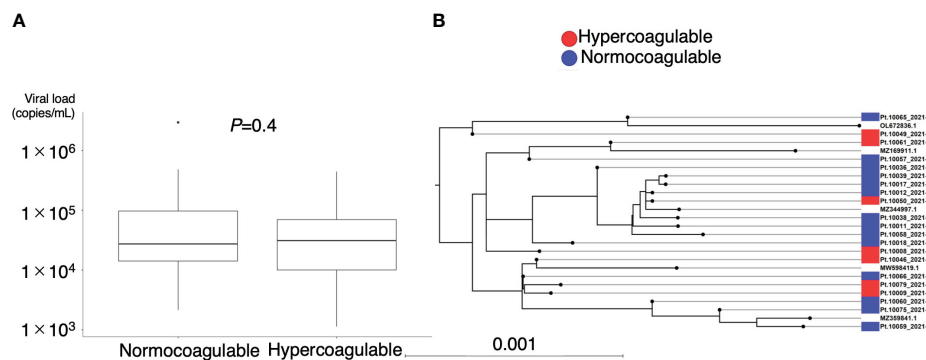 A
B
Hypercoagulable
Normocoagulable
Viral load
(copies/mL)
P=0.4
1 × 10⁶
1 × 10⁵
1 × 10⁴
1 × 10³
Normocoagulable Hypercoagulable
Pt.10065_2021-
OL672836.1
Pt.10049_2021-
Pt.10061_2021-
MZ169911.1
Pt.10057_2021-
Pt.10036_2021-
Pt.10039_2021-
Pt.10017_2021-
Pt.10012_2021-
Pt.10050_2021-
MZ344997.1
Pt.10038_2021-
Pt.10011_2021-
Pt.10058_2021-
Pt.10018_2021-
Pt.10008_2021-
Pt.10046_2021-
MW598419.1
Pt.10066_2021-
Pt.10079_2021-
Pt.10009_2021-
Pt.10060_2021-
Pt.10075_2021-
MZ359841.1
Pt.10059_2021-
0.001